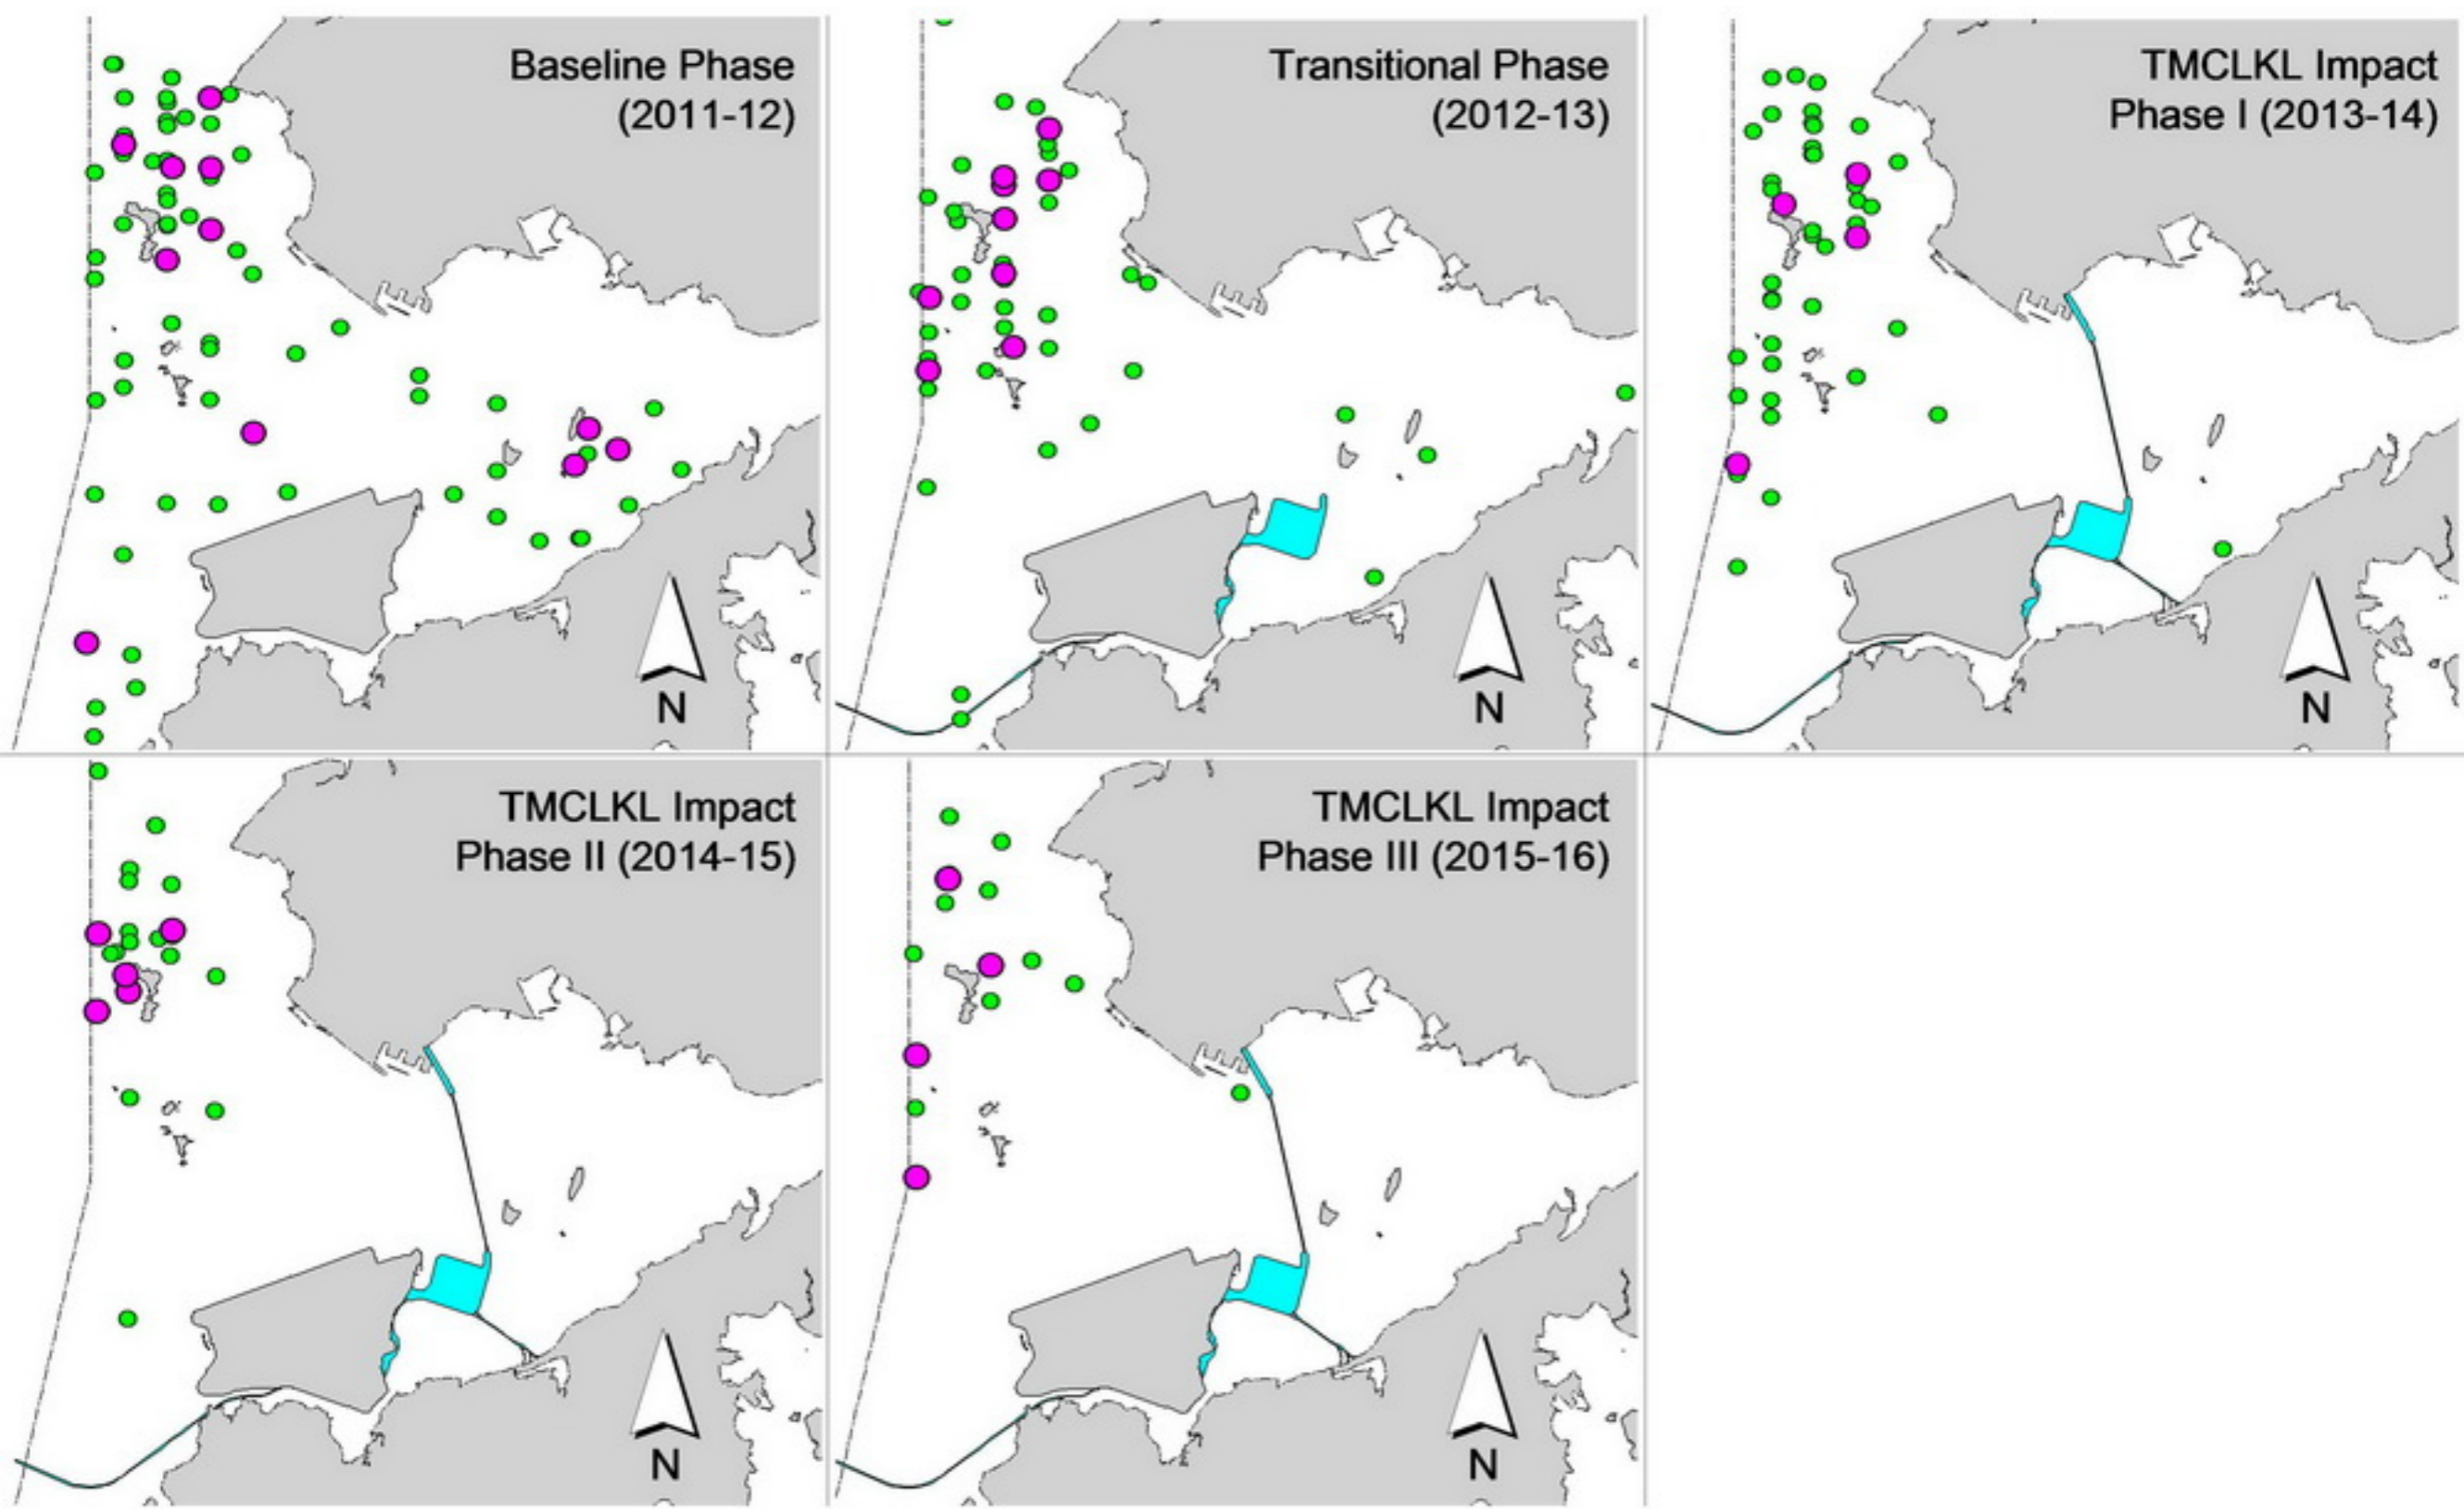 Baseline Phase
(2011-12)
N
Transitional Phase
(2012-13)
N
TMCLKL Impact
Phase I (2013-14)
N
TMCLKL Impact
Phase II (2014-15)
N
TMCLKL Impact
Phase III (2015-16)
N